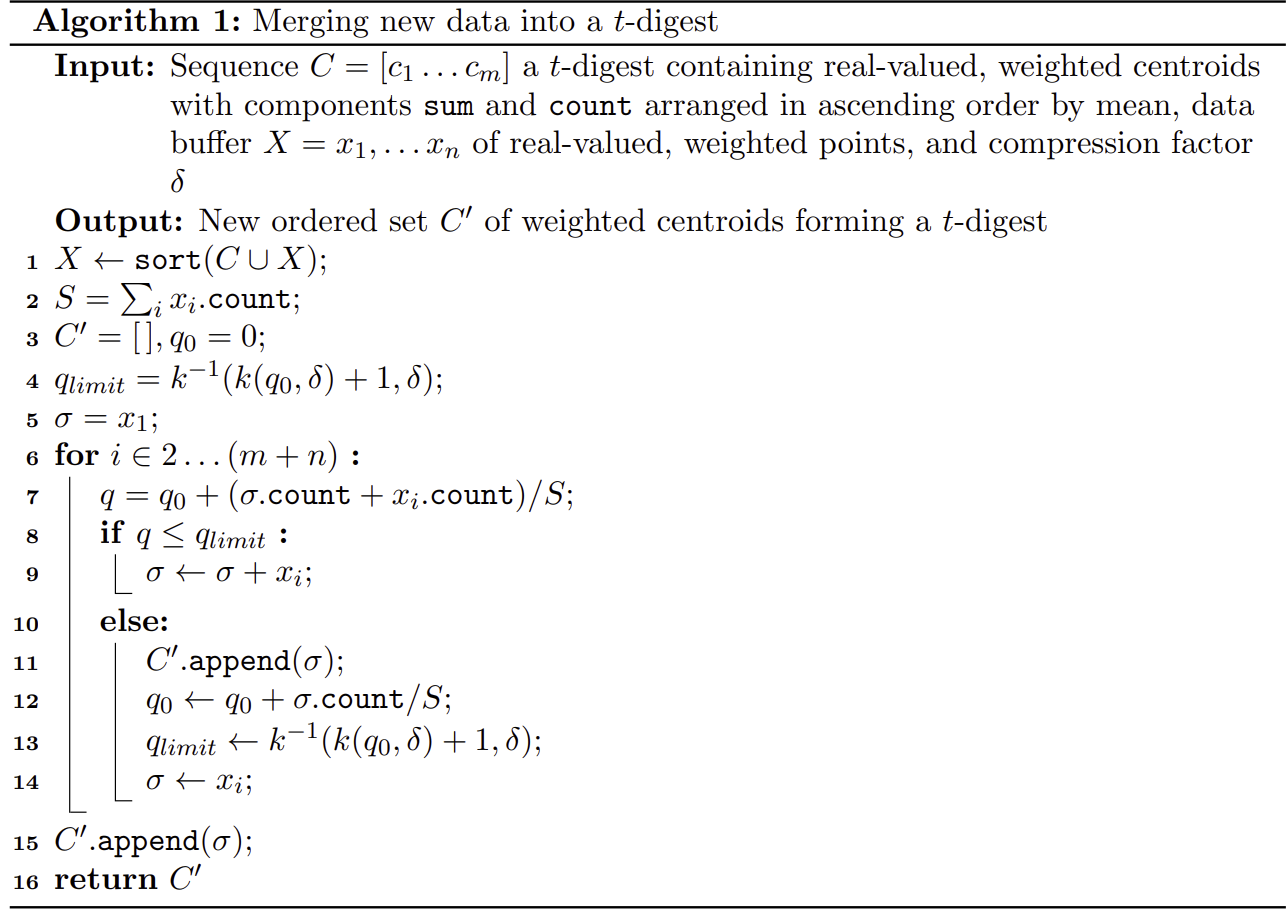 Algorithm 1: Merging new data into a t-digest
Input: Sequence C = [c₁ … cₘ] a t-digest containing real-valued, weighted centroids
with components sum and count arranged in ascending order by mean, data
buffer X = x₁, … xₙ of real-valued, weighted points, and compression factor
δ
Output: New ordered set C′ of weighted centroids forming a t-digest
1 X ← sort(C ∪ X);
2 S = ∑ᵢ xᵢ.count;
3 C′ = [ ], q₀ = 0;
4 q_limit = k⁻¹(k(q₀, δ) + 1, δ);
5 σ = x₁;
6 for i ∈ 2 … (m + n) :
7 q = q₀ + (σ.count + xᵢ.count)/S;
8 if q ≤ q_limit :
9 σ ← σ + xᵢ;
10 else:
11 C′.append(σ);
12 q₀ ← q₀ + σ.count/S;
13 q_limit ← k⁻¹(k(q₀, δ) + 1, δ);
14 σ ← xᵢ;
15 C′.append(σ);
16 return C′